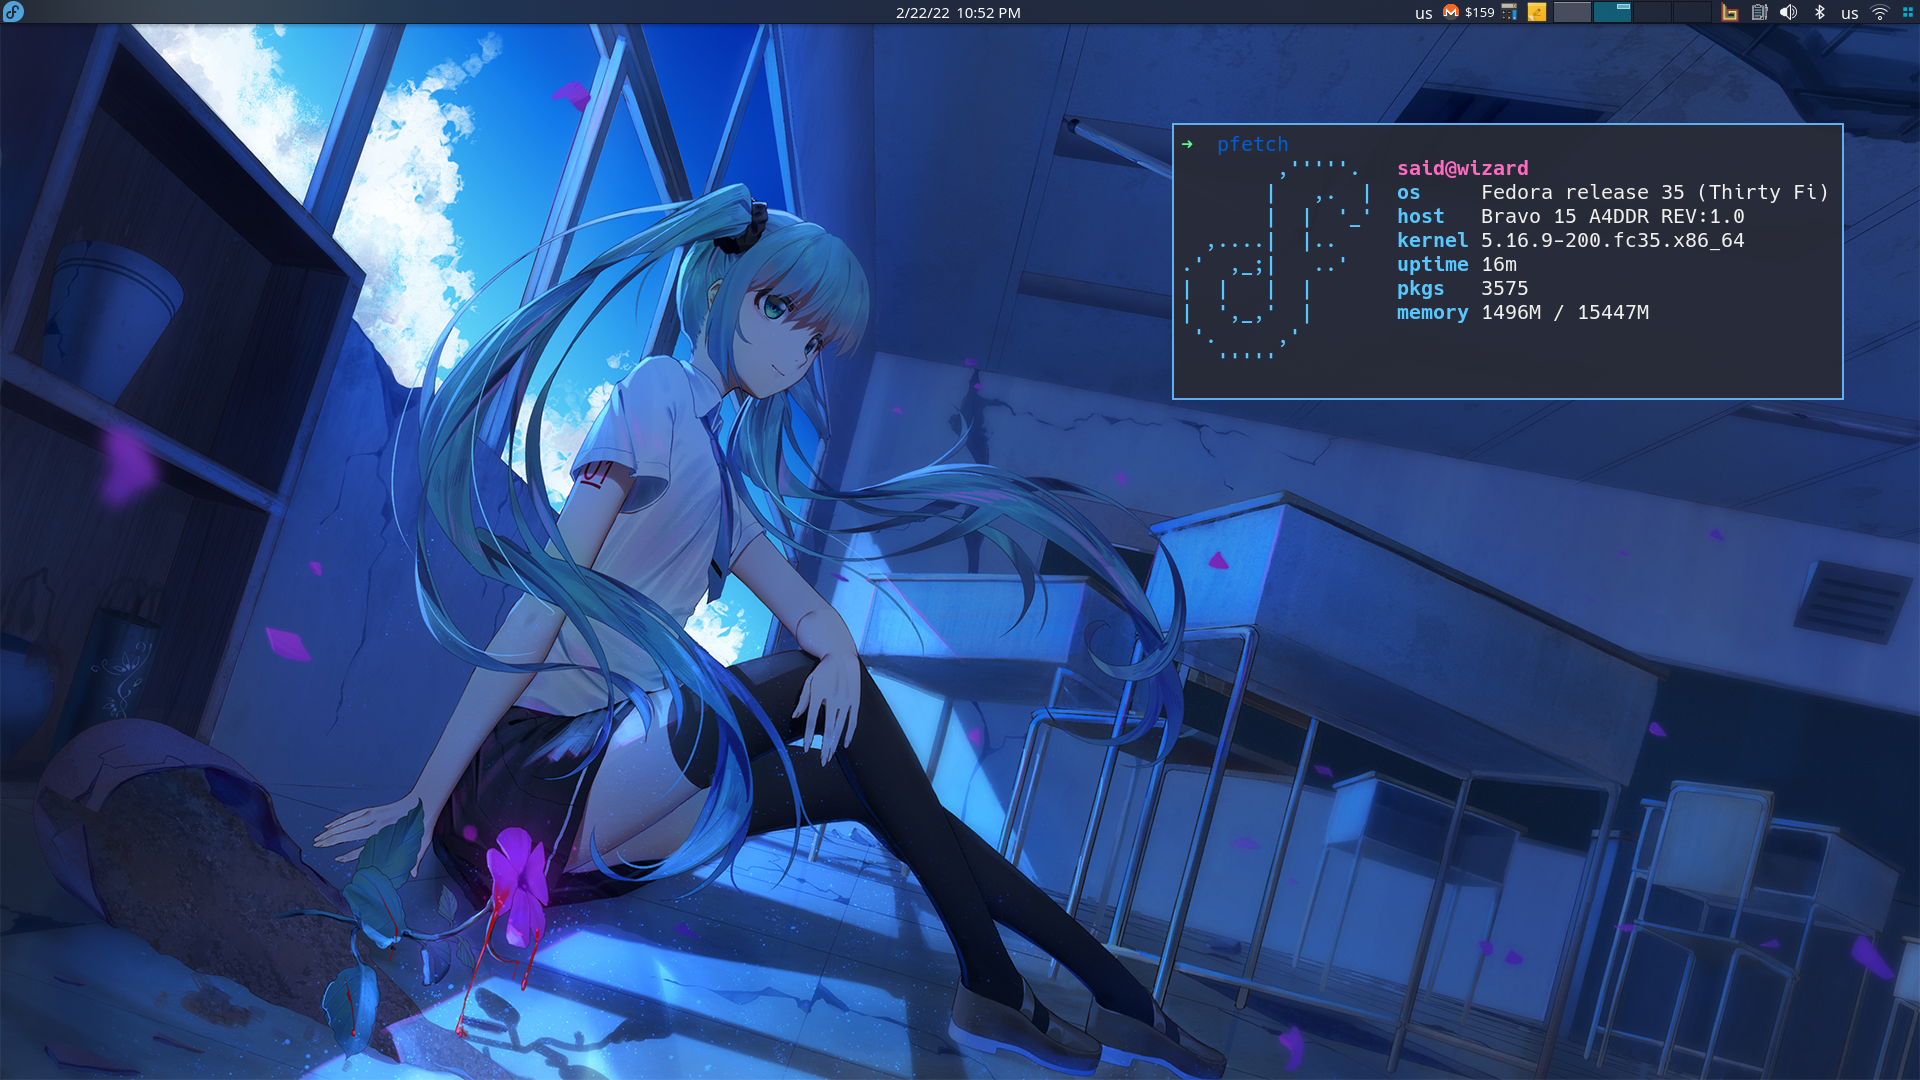 2/22/22 10:52 PM
us $159 us
➜ pfetch
said@wizard
os Fedora release 35 (Thirty Fi)
host Bravo 15 A4DDR REV:1.0
kernel 5.16.9-200.fc35.x86_64
uptime 16m
pkgs 3575
memory 1496M / 15447M
01